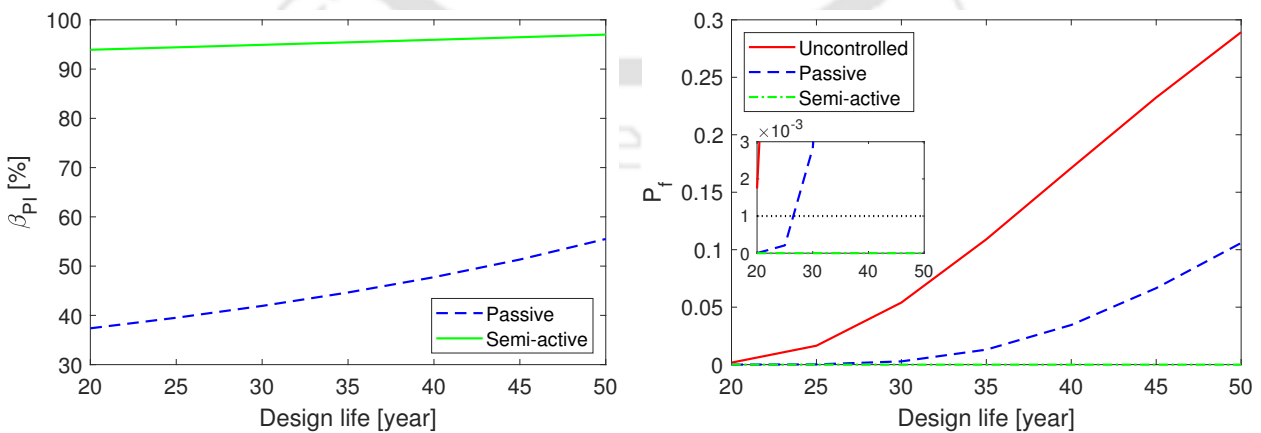 100
90
80
70
60
50
40
30
β_PI [%]
20 25 30 35 40 45 50
Design life [year]
Passive
Semi-active
0.3
0.25
0.2
0.15
0.1
0.05
0
P_f
20 25 30 35 40 45 50
Design life [year]
Uncontrolled
Passive
Semi-active
×10^-3
3
2
1
0
20 30 40 50